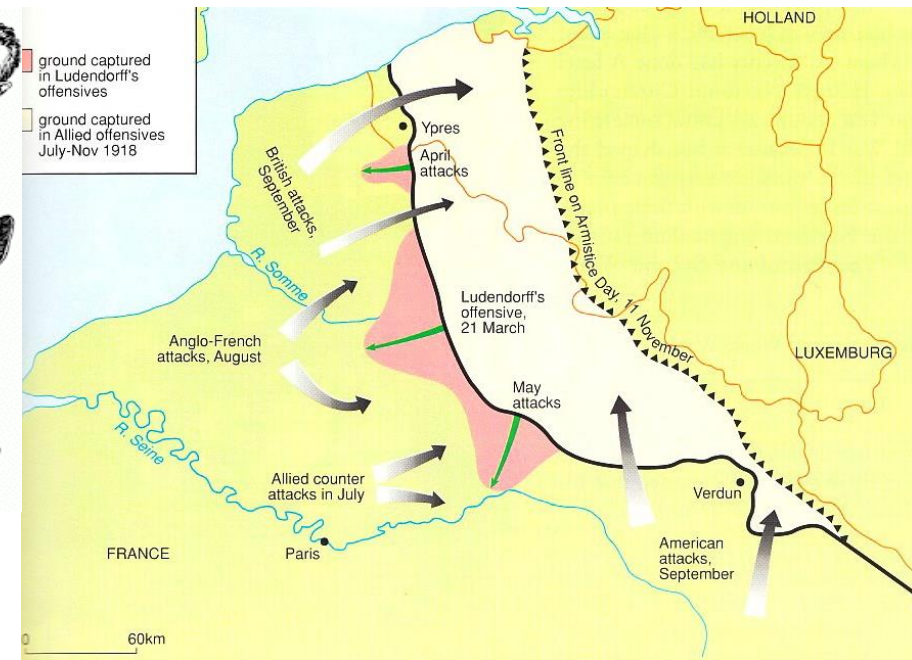 ground captured
in Ludendorff's
offensives
ground captured
in Allied offensives
July-Nov 1918
HOLLAND
Ypres
April
attacks
British attacks,
September
Front line on Armistice Day, 11 November
R. Somme
Ludendorff's
offensive,
21 March
Anglo-French
attacks, August
LUXEMBURG
May
attacks
R. Seine
Allied counter
attacks in July
Verdun
FRANCE
Paris
American
attacks,
September
0
60km